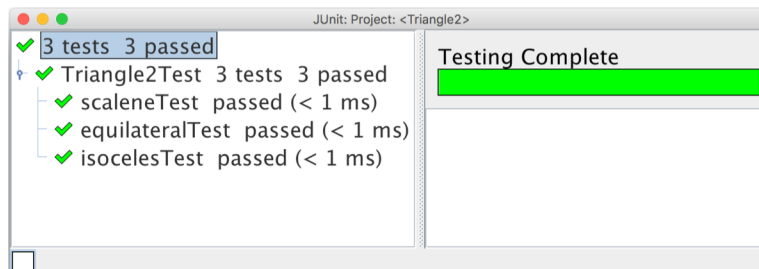 JUnit: Project: <Triangle2>
3 tests  3 passed
Triangle2Test  3 tests  3 passed
scaleneTest  passed (< 1 ms)
equilateralTest  passed (< 1 ms)
isocelesTest  passed (< 1 ms)
Testing Complete